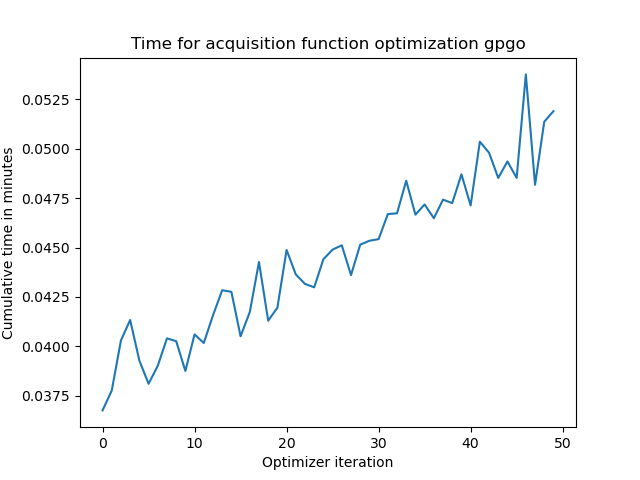 Time for acquisition function optimization gpgo
0.0525
0.0500
0.0475
0.0450
0.0425
0.0400
0.0375
Cumulative time in minutes
0 10 20 30 40 50
Optimizer iteration